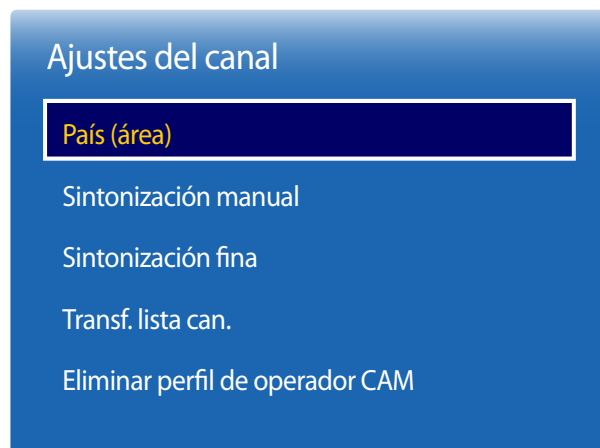 Ajustes del canal
País (área)
Sintonización manual
Sintonización fina
Transf. lista can.
Eliminar perfil de operador CAM